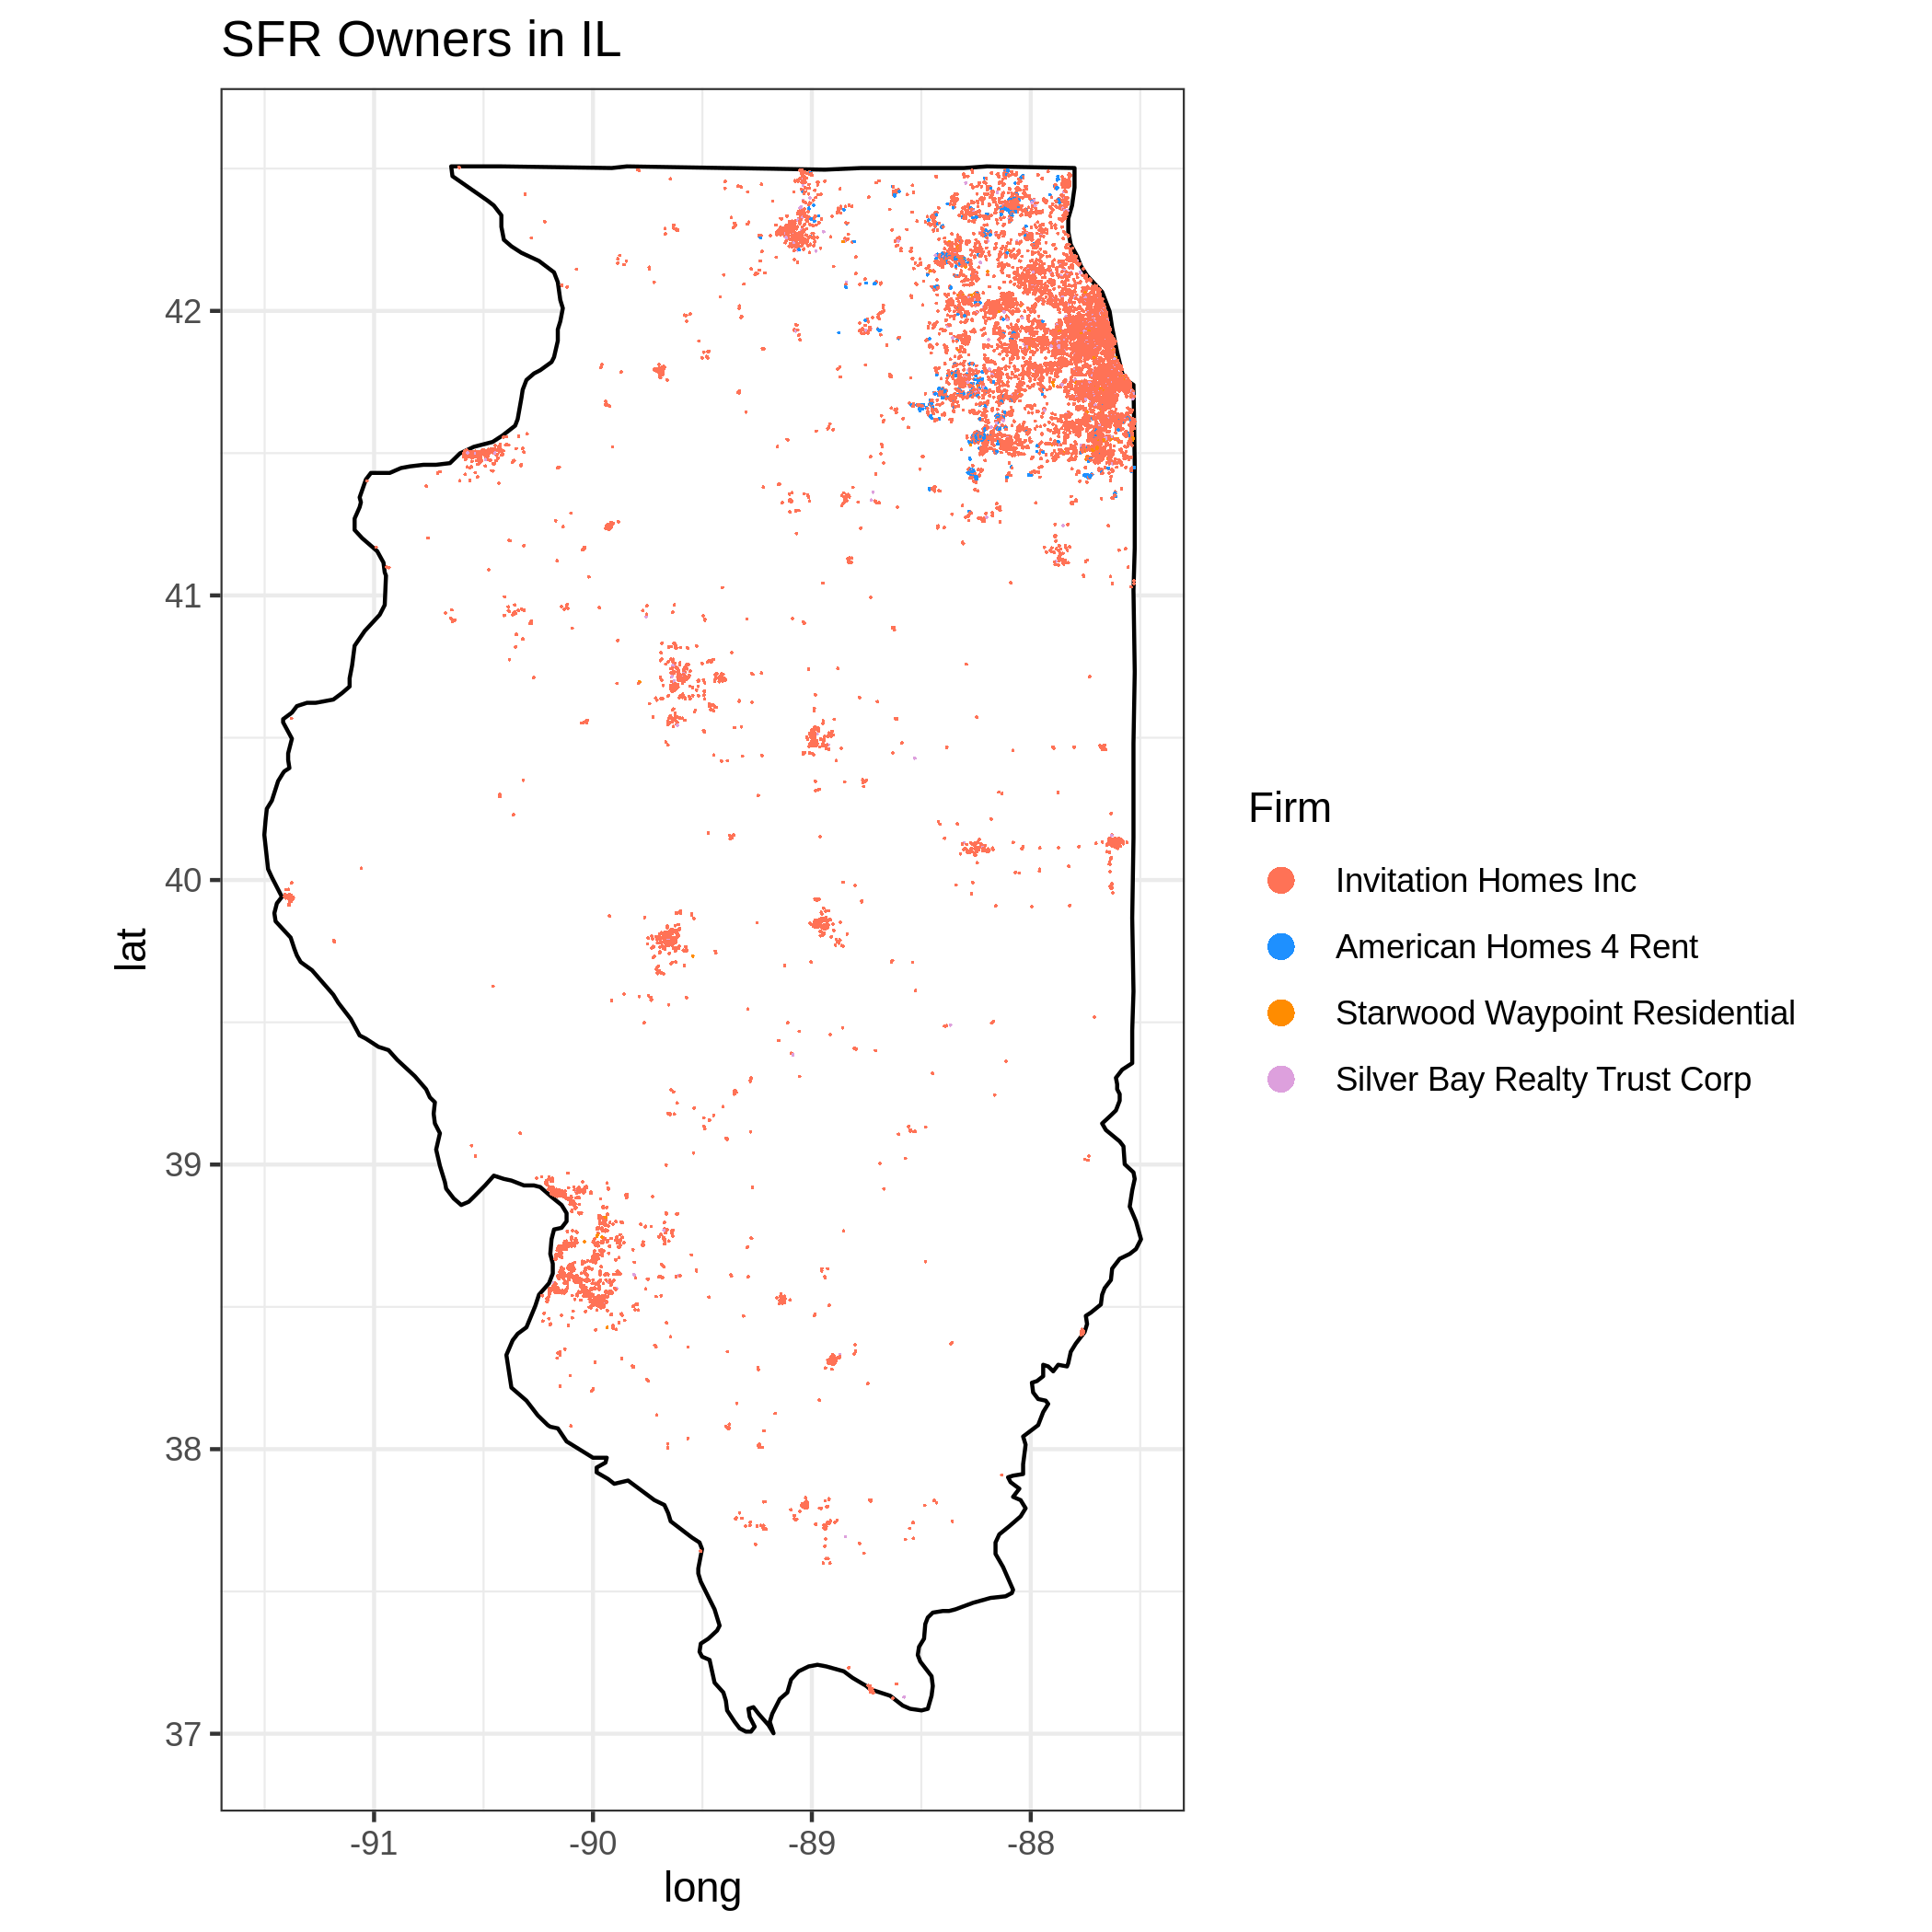 SFR Owners in IL
42
41
40
39
38
37
lat
-91
-90
-89
-88
long
Firm
Invitation Homes Inc
American Homes 4 Rent
Starwood Waypoint Residential
Silver Bay Realty Trust Corp